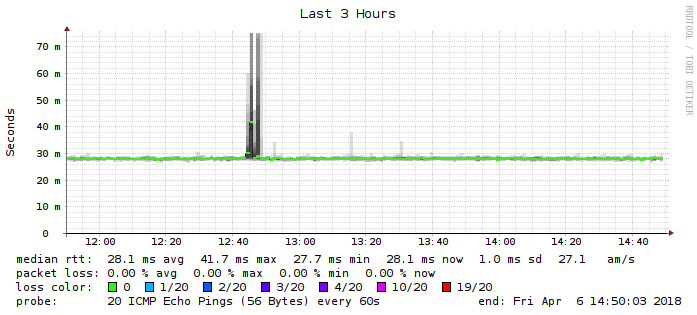 Last 3 Hours
RRDTOOL / TOBI OETIKER
Seconds
70 m
60 m
50 m
40 m
30 m
20 m
10 m
0
12:00 12:20 12:40 13:00 13:20 13:40 14:00 14:20 14:40
median rtt: 28.1 ms avg 41.7 ms max 27.7 ms min 28.1 ms now 1.0 ms sd 27.1 am/s
packet loss: 0.00 % avg 0.00 % max 0.00 % min 0.00 % now
loss color: 0 1/20 2/20 3/20 4/20 10/20 19/20
probe: 20 ICMP Echo Pings (56 Bytes) every 60s end: Fri Apr 6 14:50:03 2018